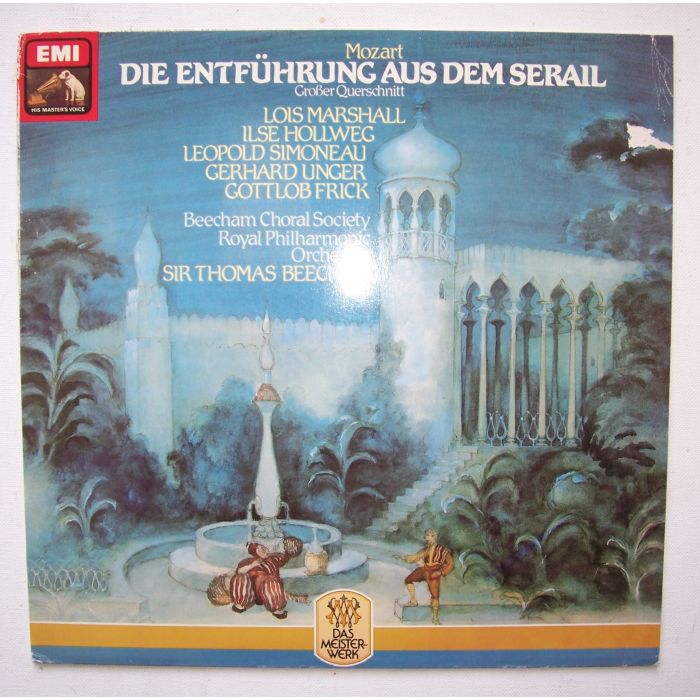 EMI
HIS MASTER'S VOICE
Mozart
DIE ENTFÜHRUNG AUS DEM SERAIL
Großer Querschnitt
LOIS MARSHALL
ILSE HOLLWEG
LEOPOLD SIMONEAU
GERHARD UNGER
GOTTLOB FRICK
Beecham Choral Society
Royal Philharmonic
SIR THOMAS
DAS
MEISTER-
WERK